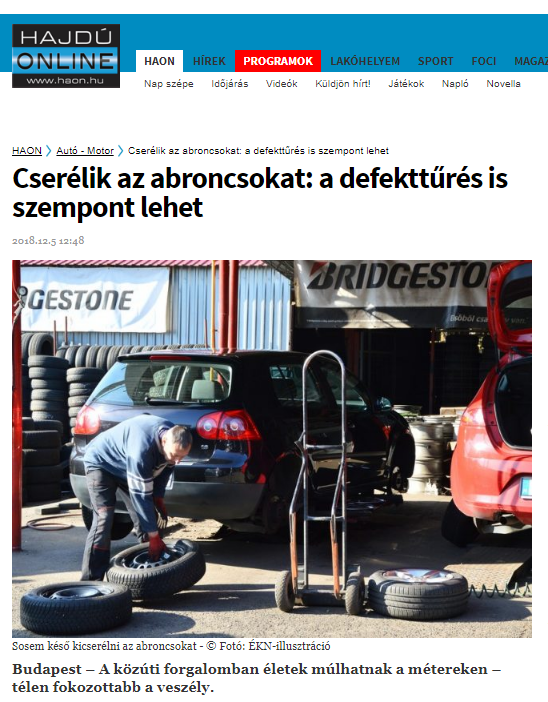 HAJDÚ
ONLINE
www.haon.hu
HAON HÍREK PROGRAMOK LAKÓHELYEM SPORT FOCI MAGAZ
Nap szépe Időjárás Videók Küldjön hírt! Játékok Napló Novella
HAON Autó - Motor Cserélik az abroncsokat: a defekttűrés is szempont lehet
Cserélik az abroncsokat: a defekttűrés is
szempont lehet
2018.12.5 12:48
GESTONE
BRIDGESTONE
Sosem késő kicserélni az abroncsokat - © Fotó: ÉKN-illusztráció
Budapest – A közúti forgalomban életek múlhatnak a métereken –
télen fokozottabb a veszély.